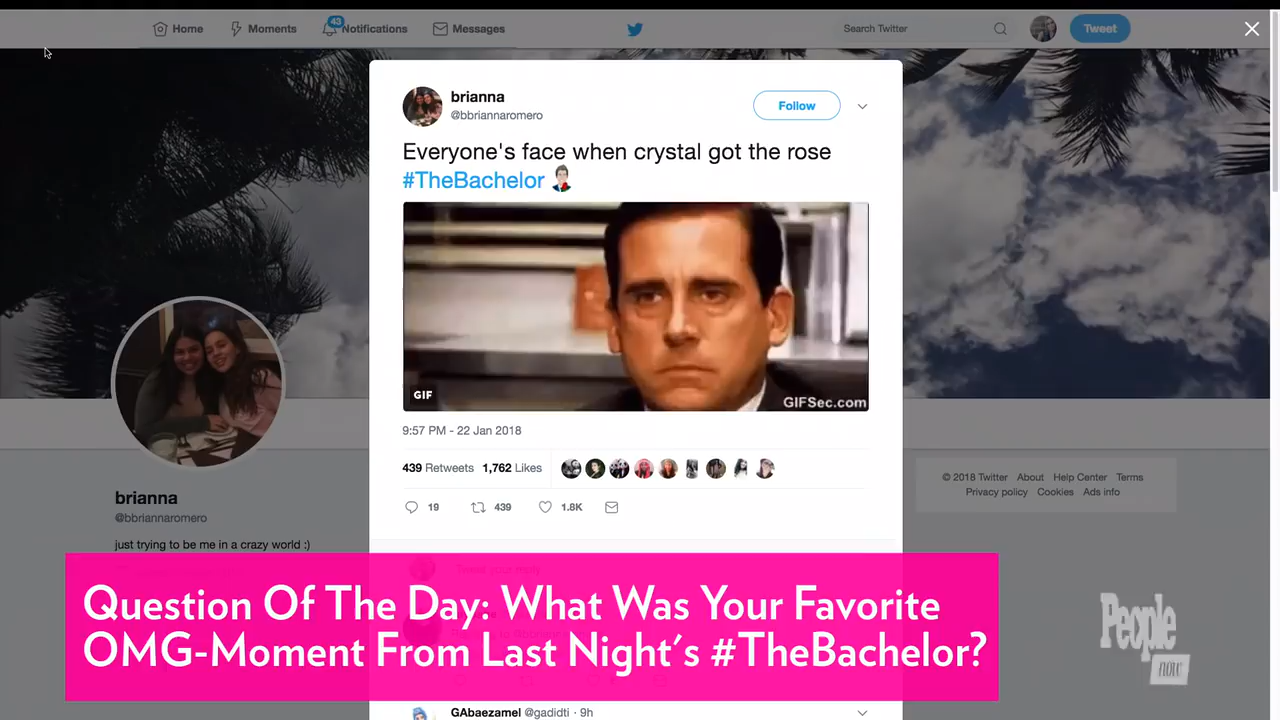 Home
Moments
43
Notifications
Messages
Search Twitter
Tweet
brianna
@bbriannaromero
Follow
Everyone's face when crystal got the rose
#TheBachelor
GIF
GIFSec.com
9:57 PM - 22 Jan 2018
439 Retweets 1,762 Likes
19 439 1.8K
brianna
@bbriannaromero
just trying to be me in a crazy world :)
© 2018 Twitter About Help Center Terms
Privacy policy Cookies Ads info
Tweet your reply
Question Of The Day: What Was Your Favorite
OMG-Moment From Last Night's #TheBachelor?
People
now
GABaezamel @gadidti · 9h